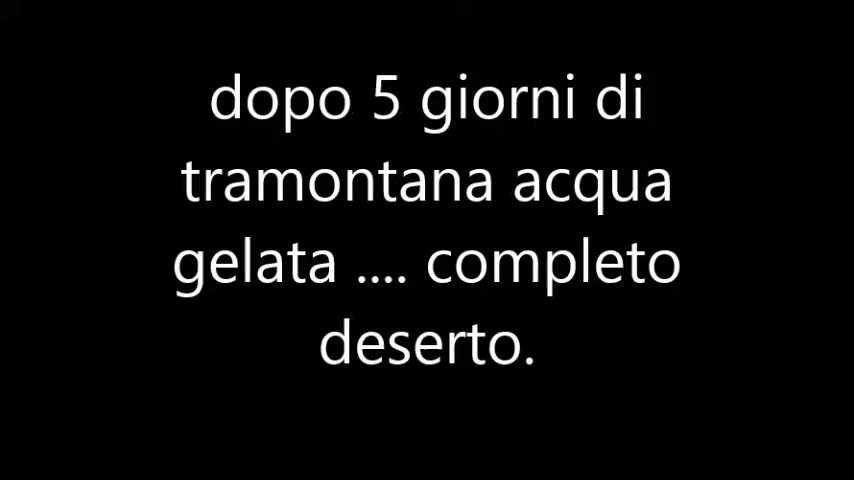 dopo 5 giorni di
tramontana acqua
gelata .... completo
deserto.